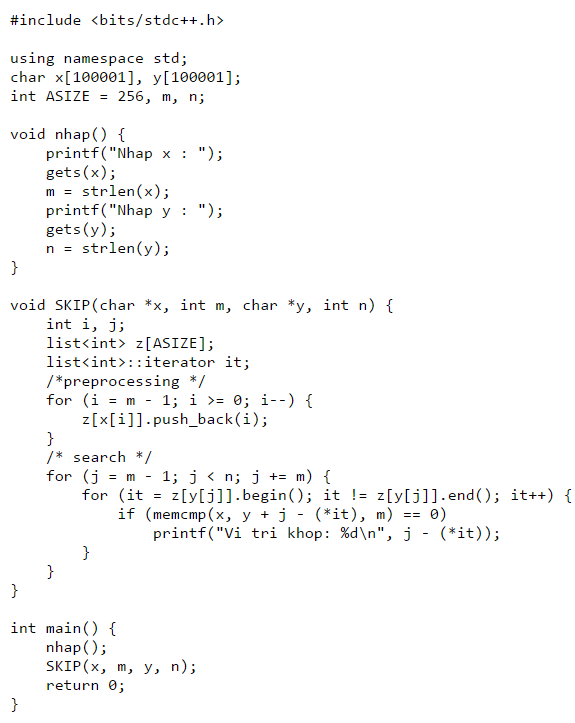 #include <bits/stdc++.h>

using namespace std;
char x[100001], y[100001];
int ASIZE = 256, m, n;

void nhap() {
    printf("Nhap x : ");
    gets(x);
    m = strlen(x);
    printf("Nhap y : ");
    gets(y);
    n = strlen(y);
}

void SKIP(char *x, int m, char *y, int n) {
    int i, j;
    list<int> z[ASIZE];
    list<int>::iterator it;
    /*preprocessing */
    for (i = m - 1; i >= 0; i--) {
        z[x[i]].push_back(i);
    }
    /* search */
    for (j = m - 1; j < n; j += m) {
        for (it = z[y[j]].begin(); it != z[y[j]].end(); it++) {
            if (memcmp(x, y + j - (*it), m) == 0)
                printf("Vi tri khop: %d\n", j - (*it));
        }
    }
}

int main() {
    nhap();
    SKIP(x, m, y, n);
    return 0;
}